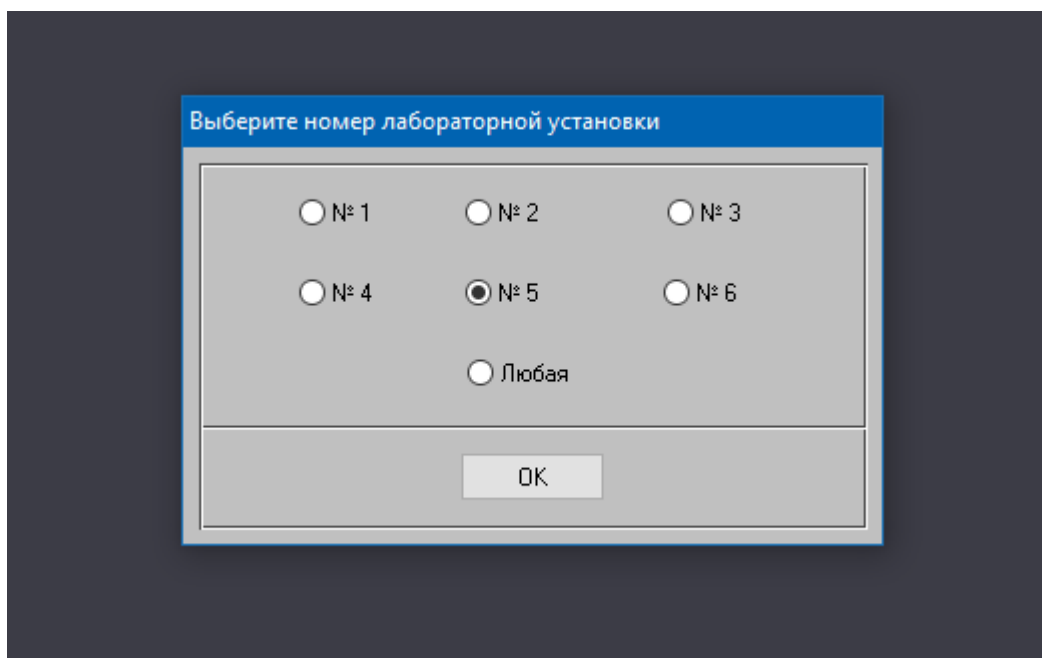 Выберите номер лабораторной установки
№ 1 № 2 № 3
№ 4 № 5 № 6
Любая
OK